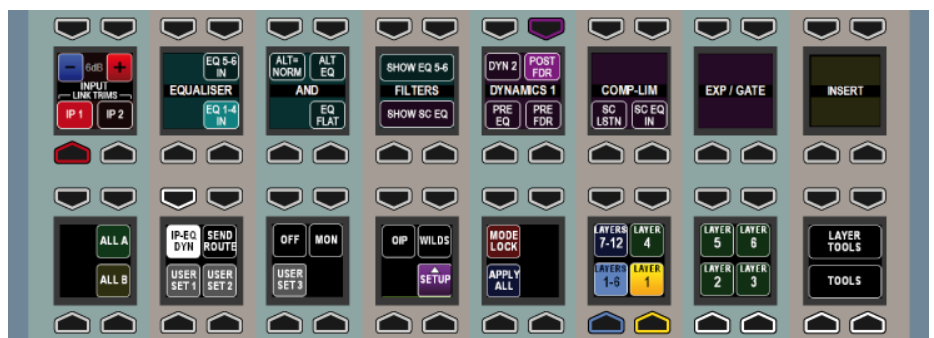 − 6dB +
INPUT
LINK TRIMS
IP 1 IP 2
EQ 5-6
IN
EQUALISER
EQ 1-4
IN
ALT=
NORM
ALT
EQ
AND
EQ
FLAT
SHOW EQ 5-6
FILTERS
SHOW SC EQ
DYN 2
POST
FDR
DYNAMICS 1
PRE
EQ
PRE
FDR
COMP-LIM
SC
LSTN
SC EQ
IN
EXP / GATE
INSERT
ALL A
ALL B
IP-EQ
DYN
SEND
ROUTE
USER
SET 1
USER
SET 2
OFF
MON
USER
SET 3
OIP
WILDS
SETUP
MODE
LOCK
APPLY
ALL
LAYERS
7-12
LAYER
4
LAYERS
1-6
LAYER
1
LAYER
5
LAYER
6
LAYER
2
LAYER
3
LAYER
TOOLS
TOOLS